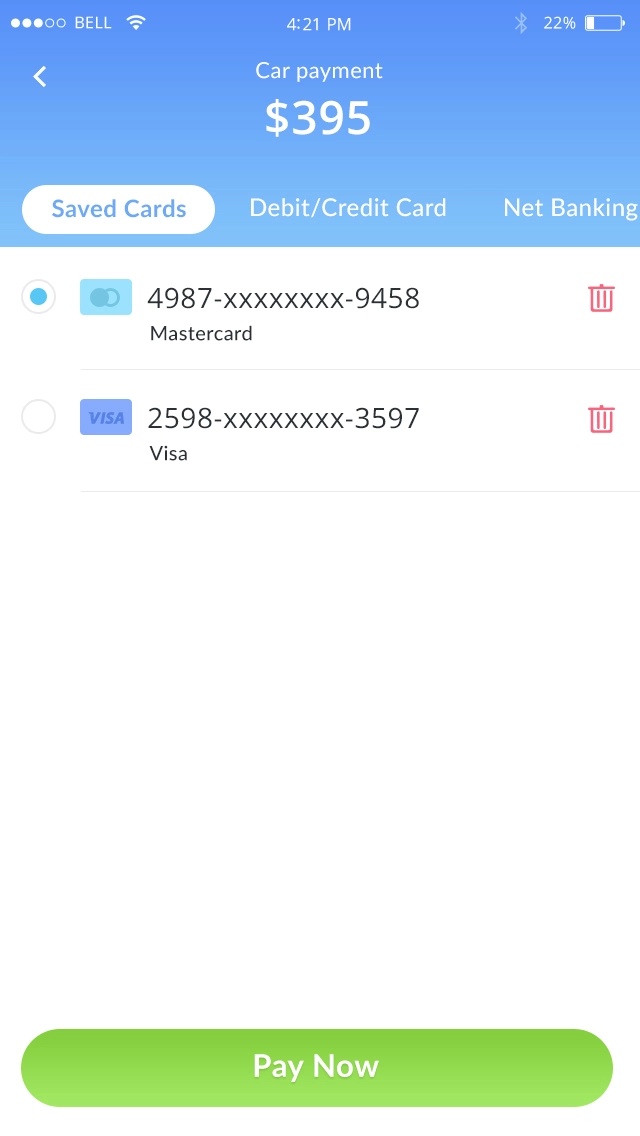 BELL 4:21 PM 22%
Car payment
$395
Saved Cards Debit/Credit Card Net Banking
4987-xxxxxxxx-9458
Mastercard
VISA 2598-xxxxxxxx-3597
Visa
Pay Now